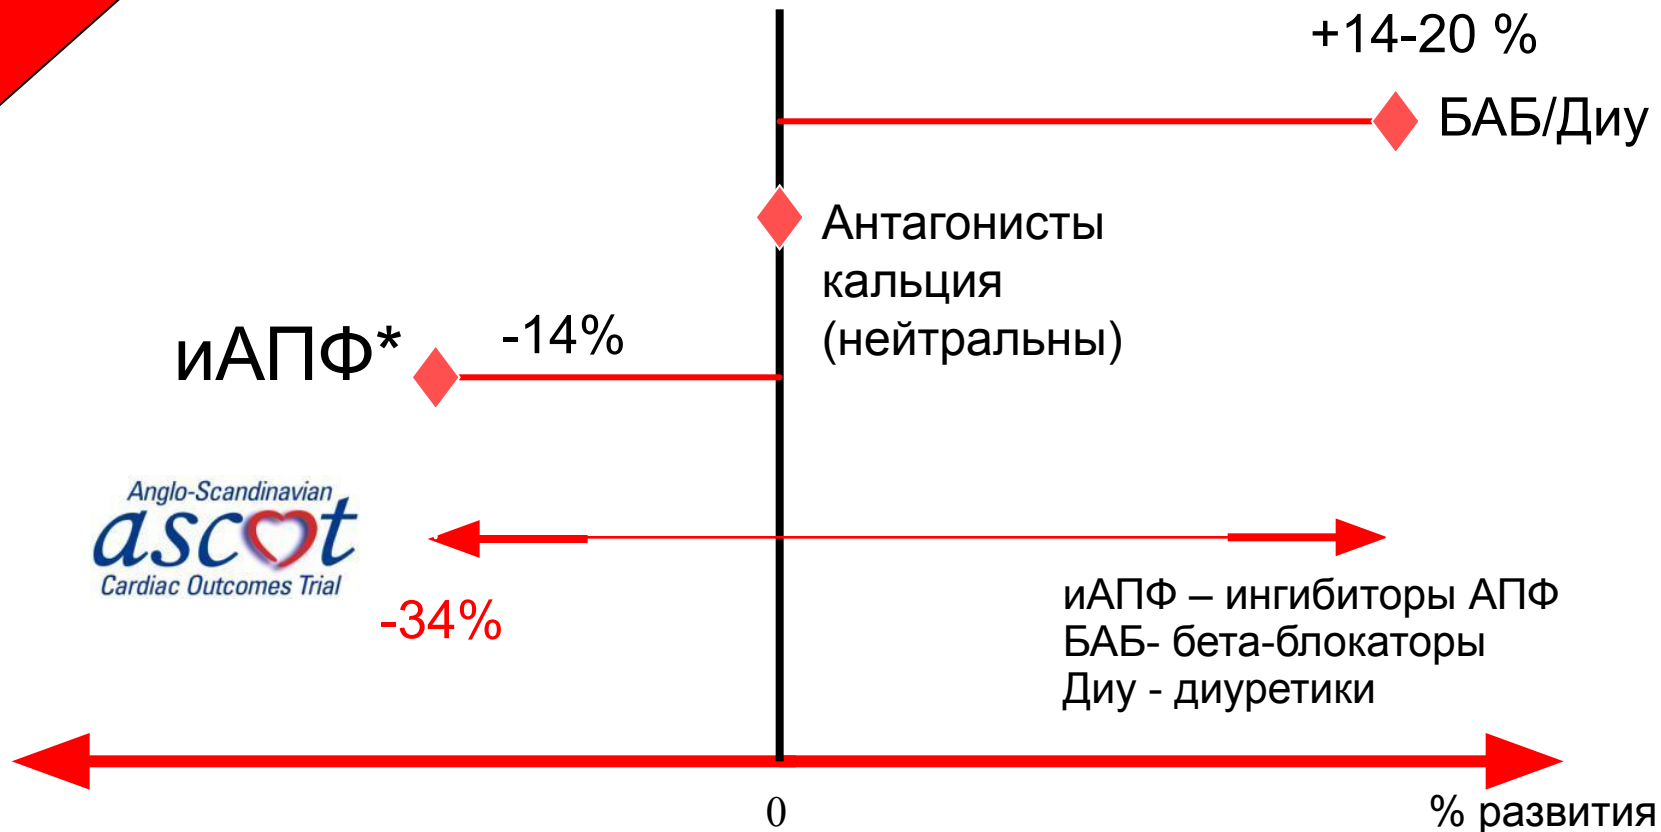 +14-20 %
БАБ/Диу
Антагонисты
кальция
(нейтральны)
иАПФ*
-14%
Anglo-Scandinavian
ascot
Cardiac Outcomes Trial
-34%
иАПФ – ингибиторы АПФ
БАБ- бета-блокаторы
Диу - диуретики
0
% развития